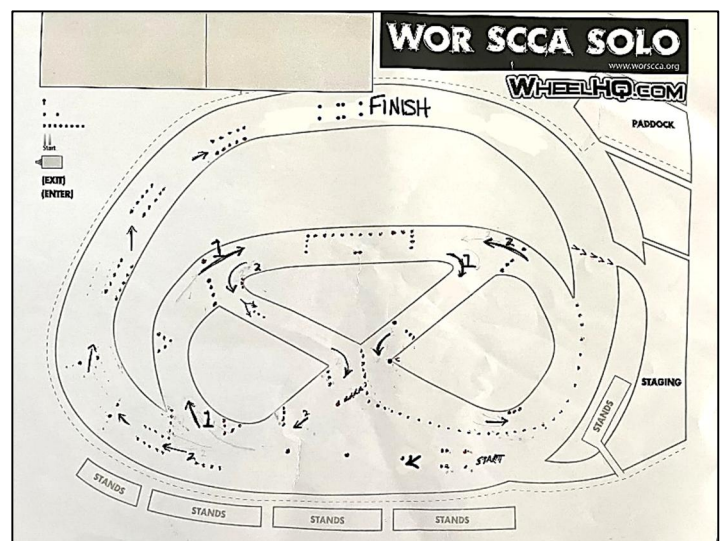 WOR SCCA SOLO
www.worscca.org
WHEELHQ.COM
FINISH
PADDOCK
Start
(EXIT)
(ENTER)
1
2
2
1
STAGING
STANDS
1
2
2
START
STANDS
STANDS
STANDS
STANDS